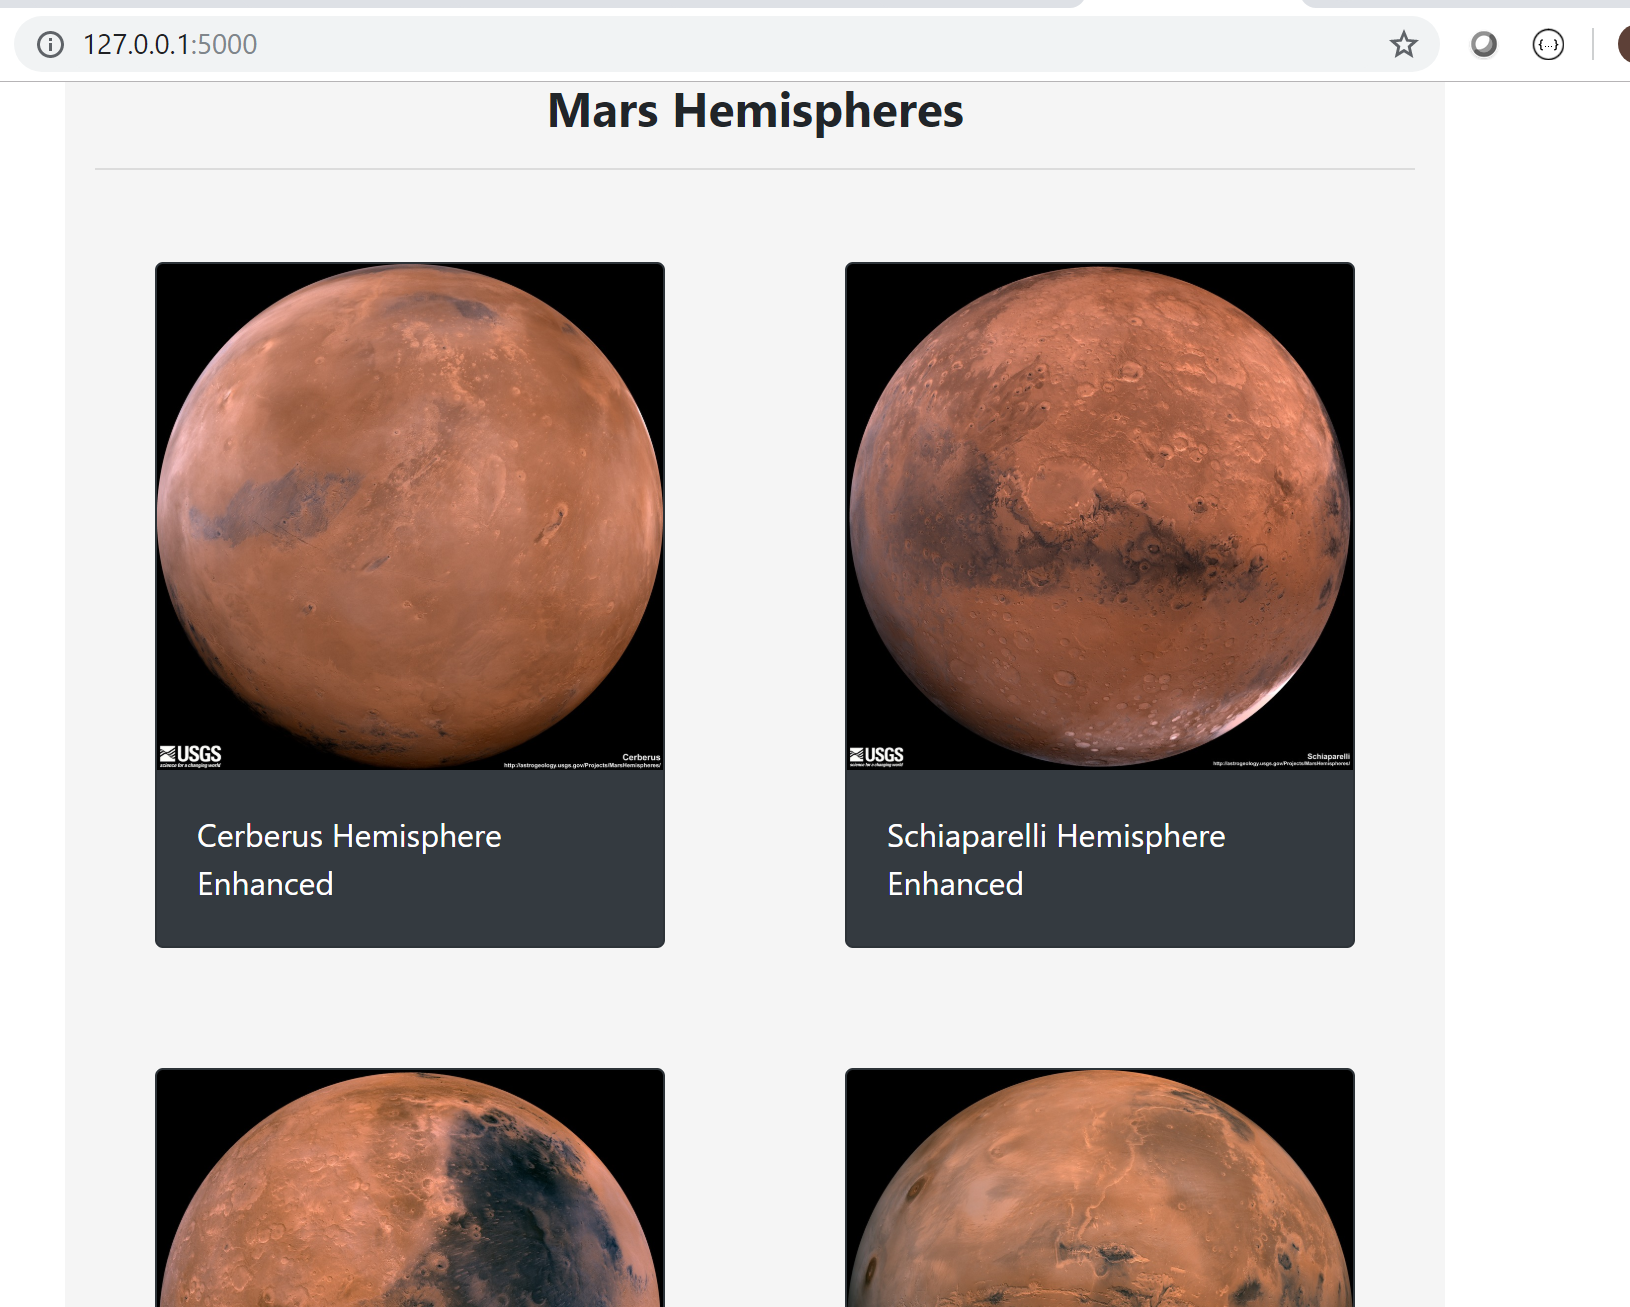 127.0.0.1:5000
{...}
Mars Hemispheres
USGS
science for a changing world
Cerberus
http://astrogeology.usgs.gov/Projects/MarsHemispheres/
USGS
science for a changing world
Schiaparelli
http://astrogeology.usgs.gov/Projects/MarsHemispheres/
Cerberus Hemisphere
Enhanced
Schiaparelli Hemisphere
Enhanced